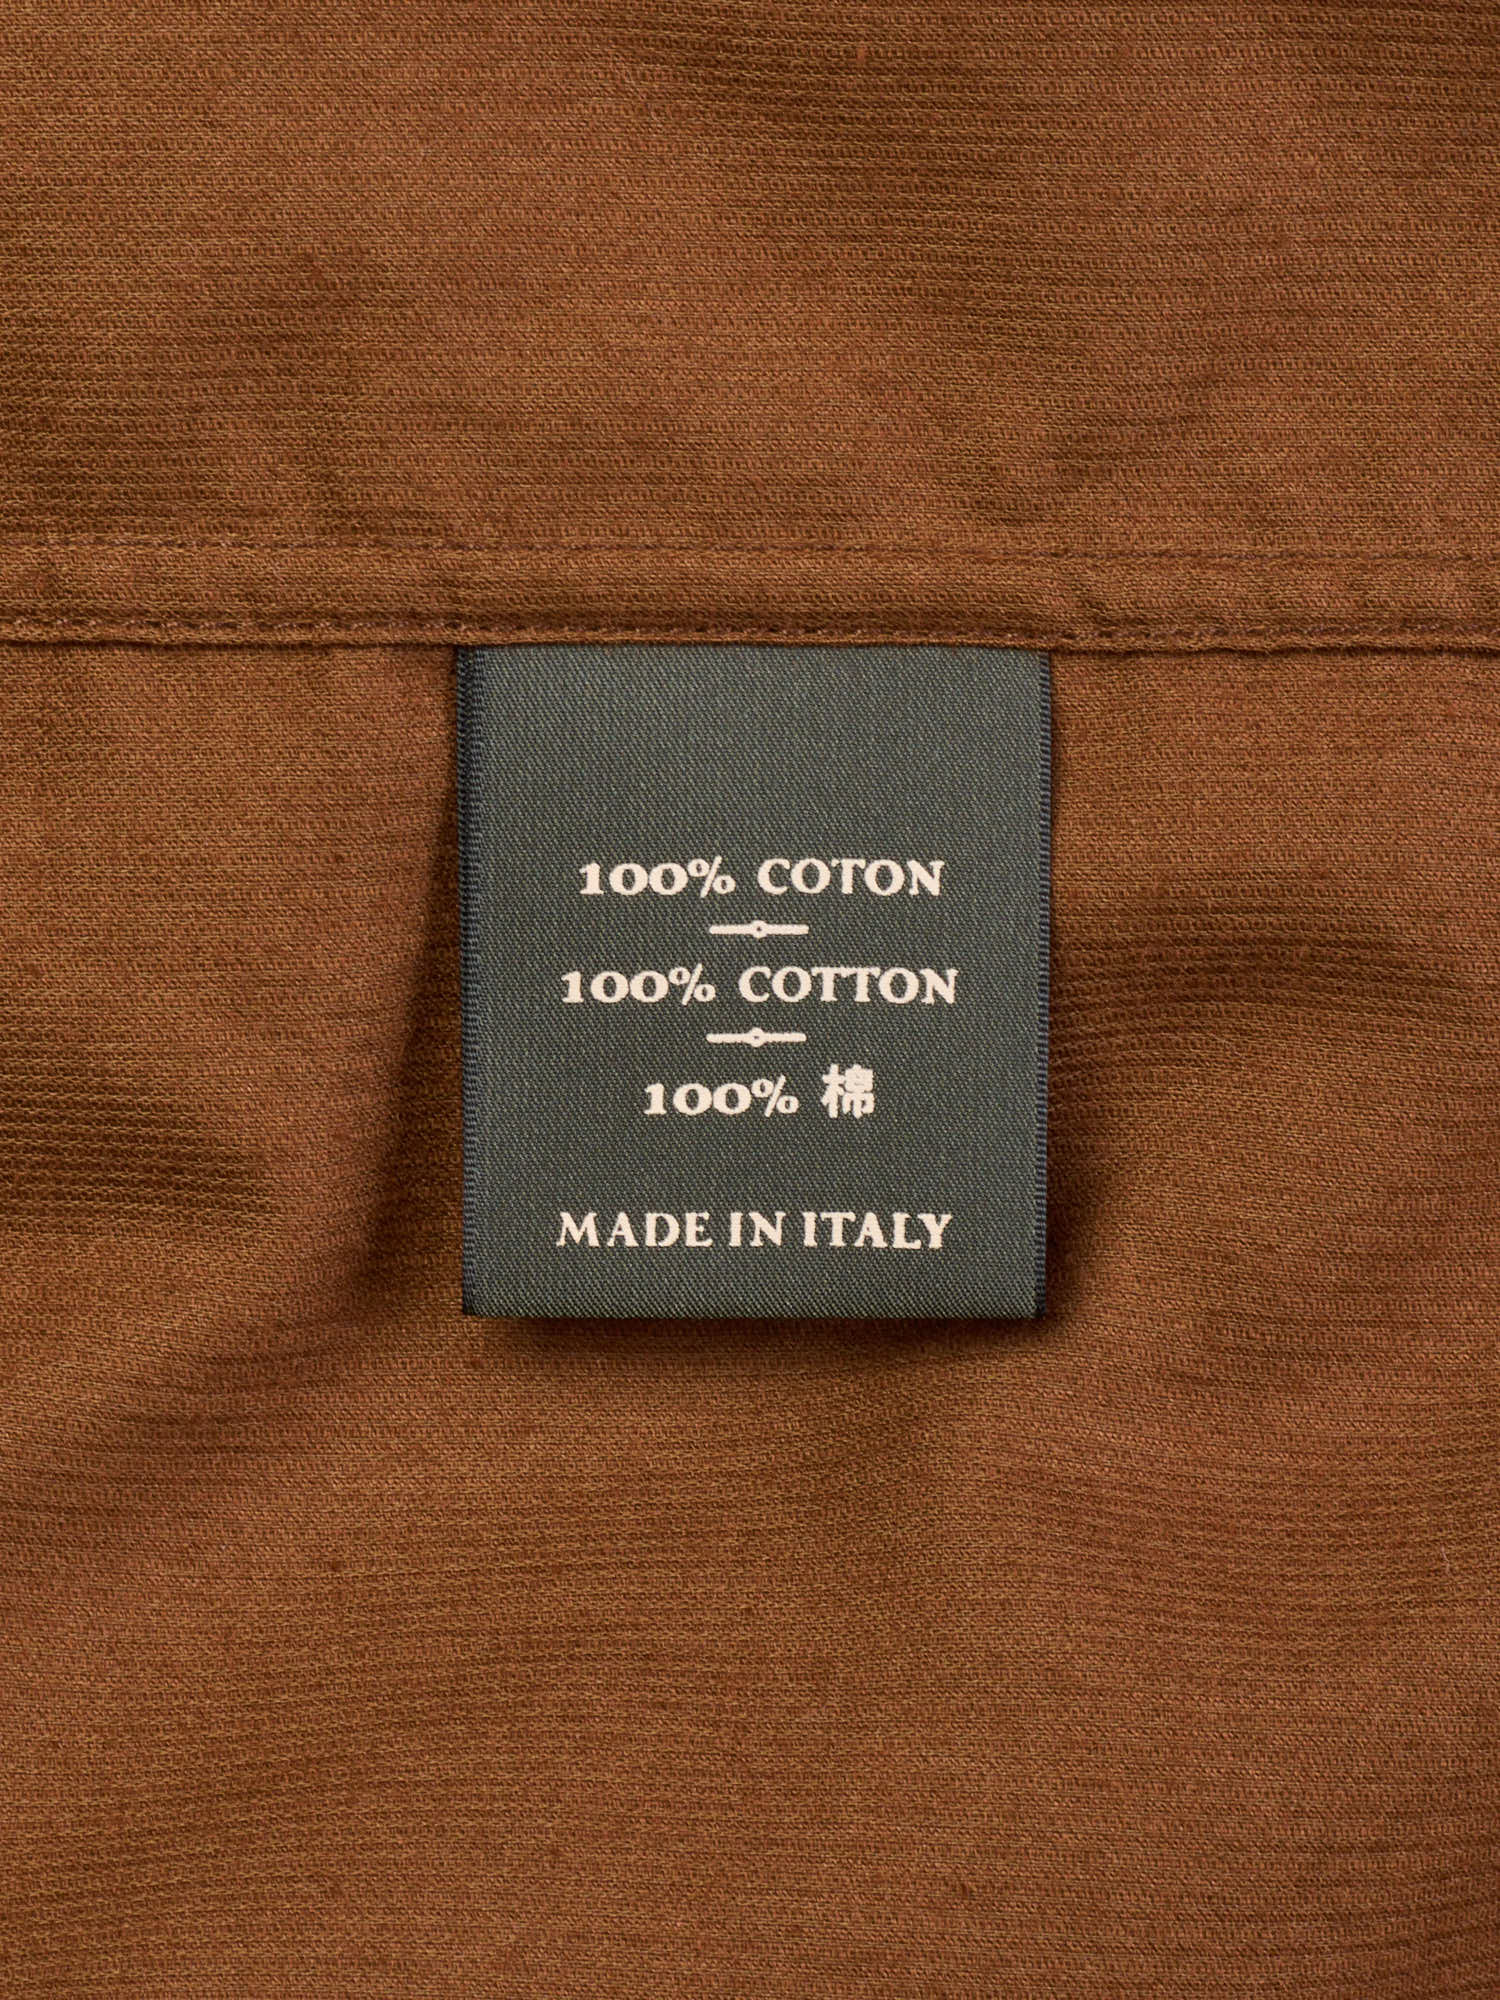 100% COTON
100% COTTON
100% 棉
MADE IN ITALY